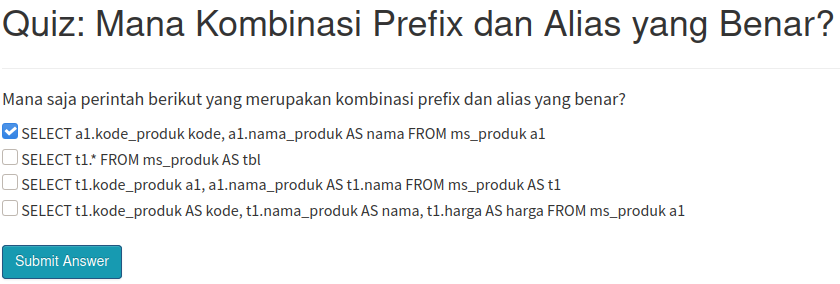 Quiz: Mana Kombinasi Prefix dan Alias yang Benar?
Mana saja perintah berikut yang merupakan kombinasi prefix dan alias yang benar?
SELECT a1.kode_produk kode, a1.nama_produk AS nama FROM ms_produk a1
SELECT t1.* FROM ms_produk AS tbl
SELECT t1.kode_produk a1, a1.nama_produk AS t1.nama FROM ms_produk AS t1
SELECT t1.kode_produk AS kode, t1.nama_produk AS nama, t1.harga AS harga FROM ms_produk a1
Submit Answer